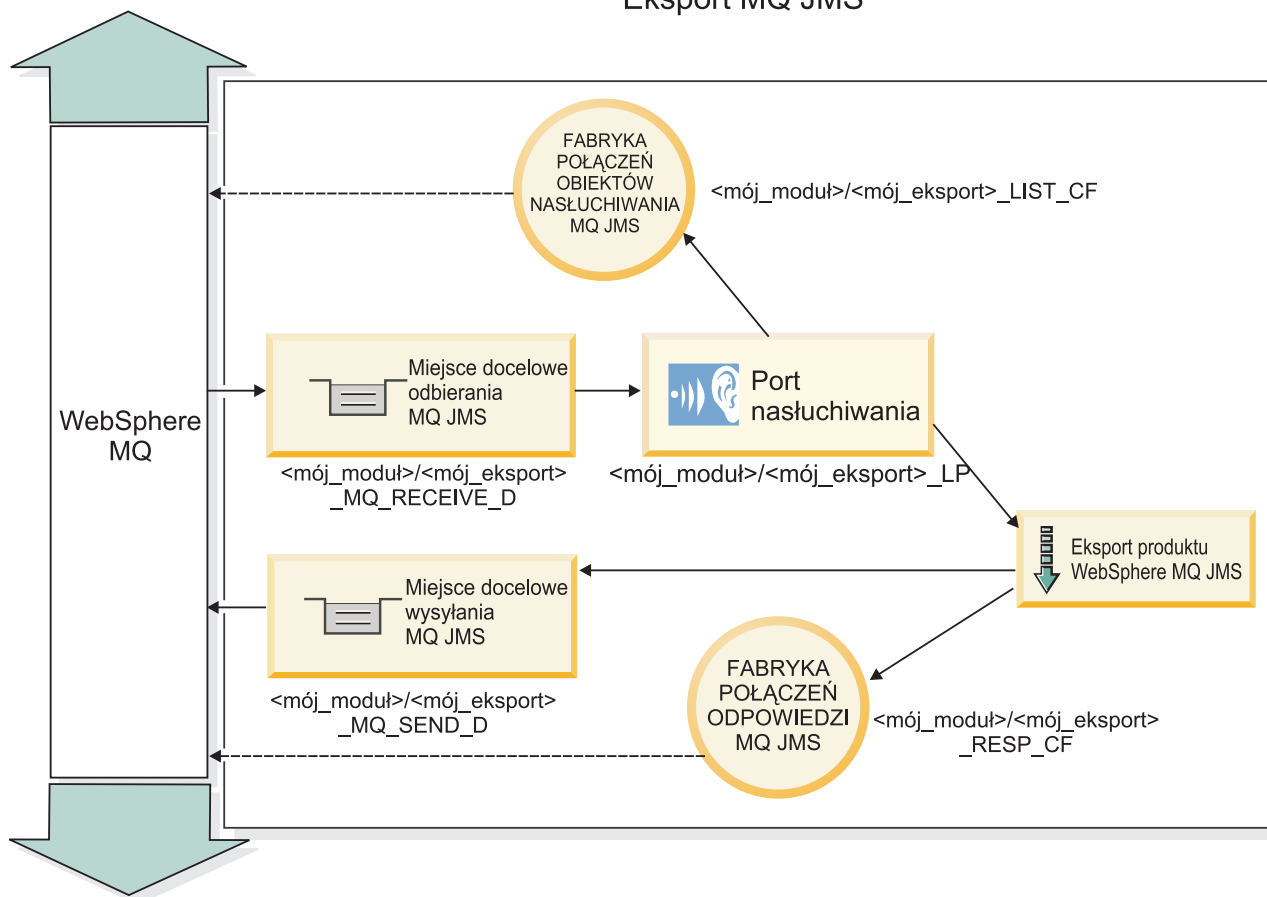 Eksport MQ JMS
FABRYKA
POŁĄCZEŃ
OBIEKTÓW
NASŁUCHIWANIA
MQ JMS
<mój_moduł>/<mój_eksport>_LIST_CF
WebSphere
MQ
Miejsce docelowe
odbierania
MQ JMS
<mój_moduł>/<mój_eksport>
_MQ_RECEIVE_D
Port
nasłuchiwania
<mój_moduł>/<mój_eksport>_LP
Eksport produktu
WebSphere MQ JMS
Miejsce docelowe
wysyłania
MQ JMS
<mój_moduł>/<mój_eksport>
_MQ_SEND_D
FABRYKA
POŁĄCZEŃ
ODPOWIEDZI
MQ JMS
<mój_moduł>/<mój_eksport>
_RESP_CF